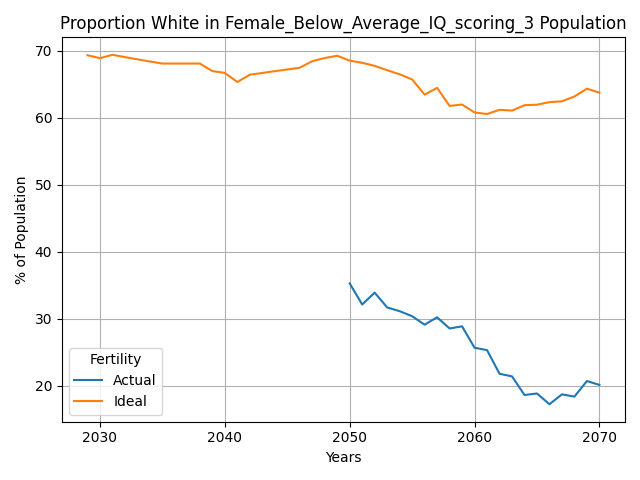 Proportion White in Female_Below_Average_IQ_scoring_3 Population
70
60
50
40
30
20
% of Population
Fertility
Actual
Ideal
2030 2040 2050 2060 2070
Years